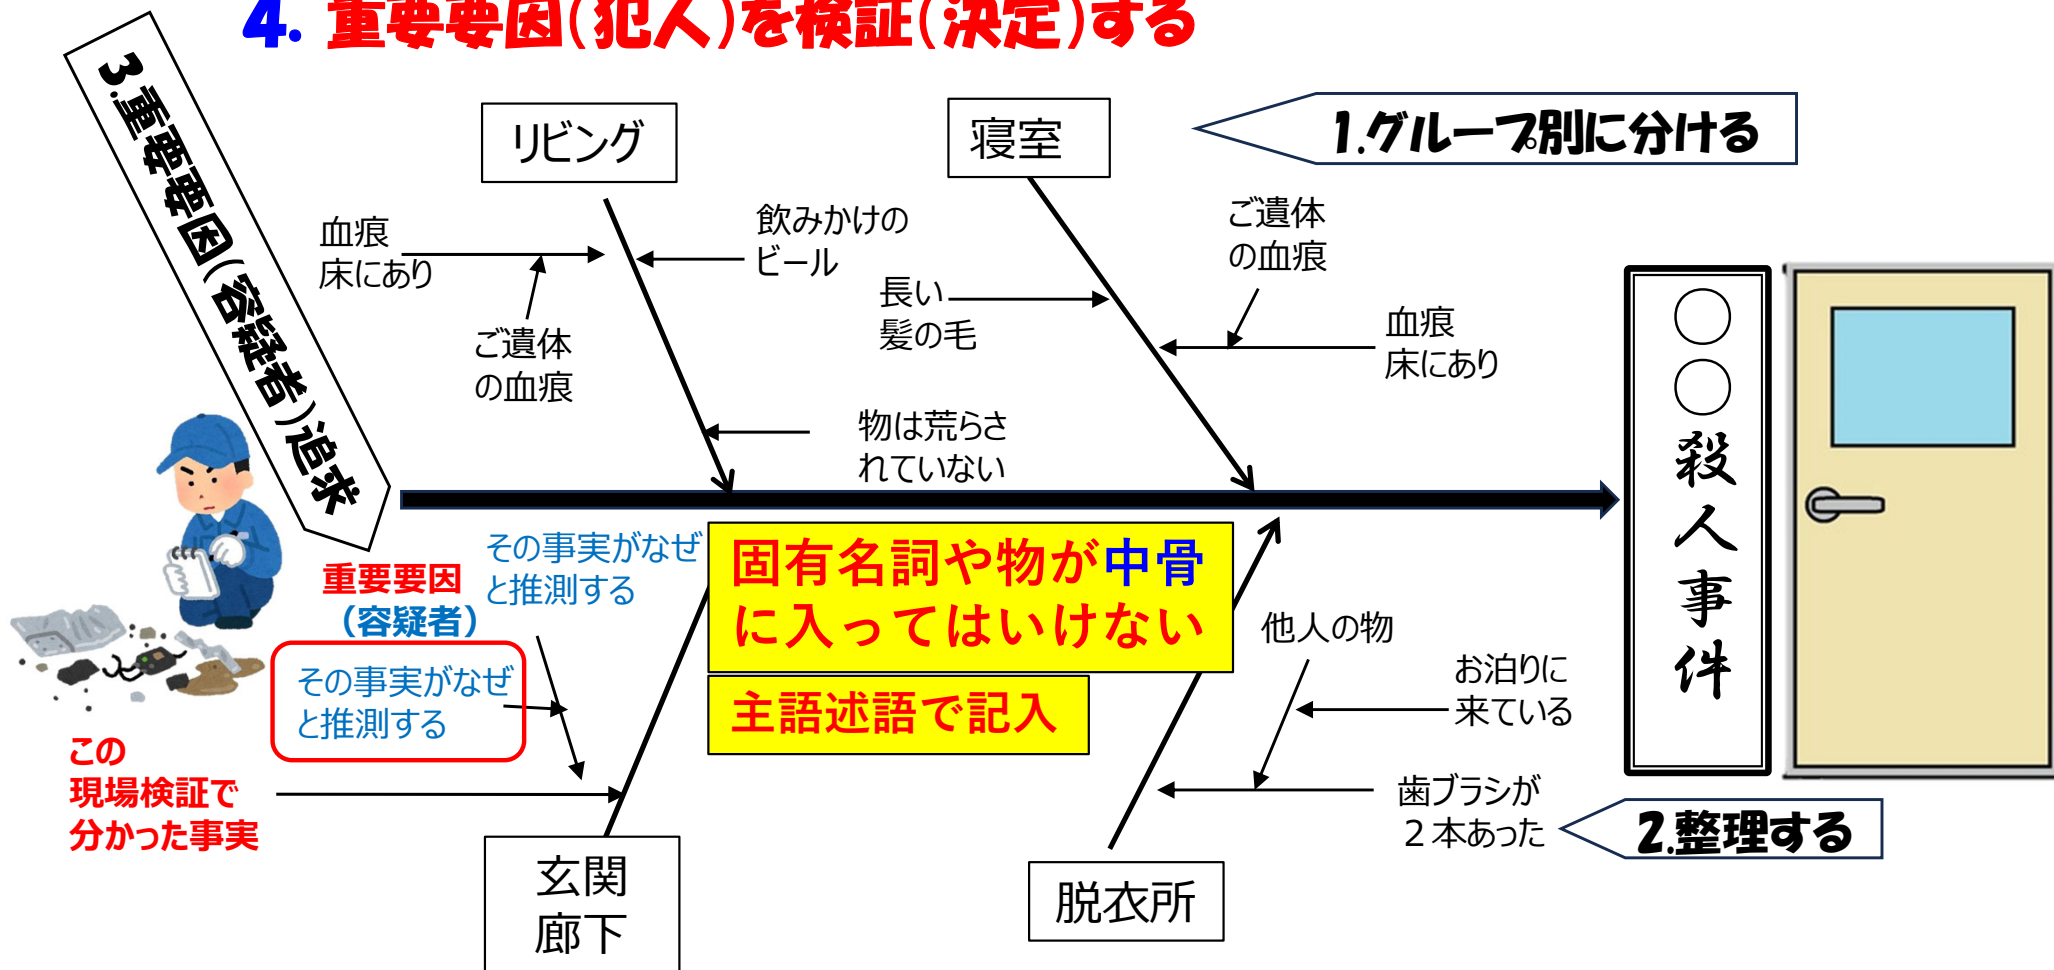 4. 重要要因(犯人)を検証(決定)する
3.重要要因(容疑者)追求
リビング
寝室
1.グループ別に分ける
血痕
床にあり
飲みかけの
ビール
ご遺体
の血痕
長い
髪の毛
ご遺体
の血痕
血痕
床にあり
物は荒らさ
れていない
〇〇殺人事件
その事実がなぜ
と推測する
重要要因
（容疑者）
その事実がなぜ
と推測する
この
現場検証で
分かった事実
固有名詞や物が中骨
に入ってはいけない
主語述語で記入
他人の物
お泊りに
来ている
歯ブラシが
２本あった
2.整理する
玄関
廊下
脱衣所